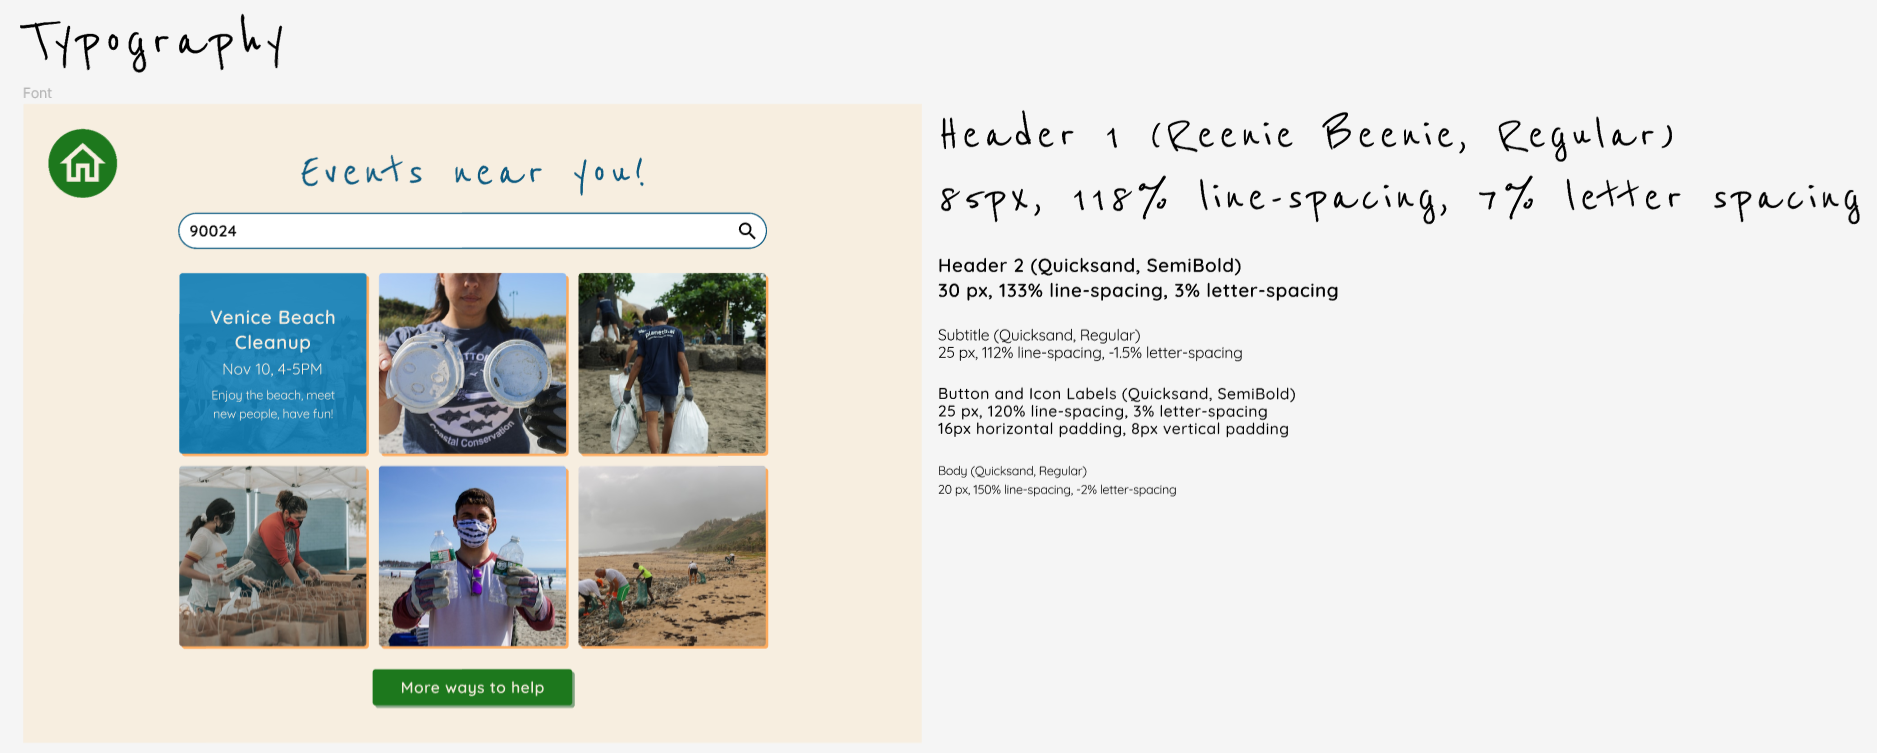 Typography
Font
Events near you!
90024
Venice Beach
Cleanup
Nov 10, 4-5PM
Enjoy the beach, meet
new people, have fun!
Coastal Conservation
More ways to help
Header 1 (Reenie Beenie, Regular)
85px, 118% line-spacing, 7% letter spacing
Header 2 (Quicksand, SemiBold)
30 px, 133% line-spacing, 3% letter-spacing
Subtitle (Quicksand, Regular)
25 px, 112% line-spacing, -1.5% letter-spacing
Button and Icon Labels (Quicksand, SemiBold)
25 px, 120% line-spacing, 3% letter-spacing
16px horizontal padding, 8px vertical padding
Body (Quicksand, Regular)
20 px, 150% line-spacing, -2% letter-spacing